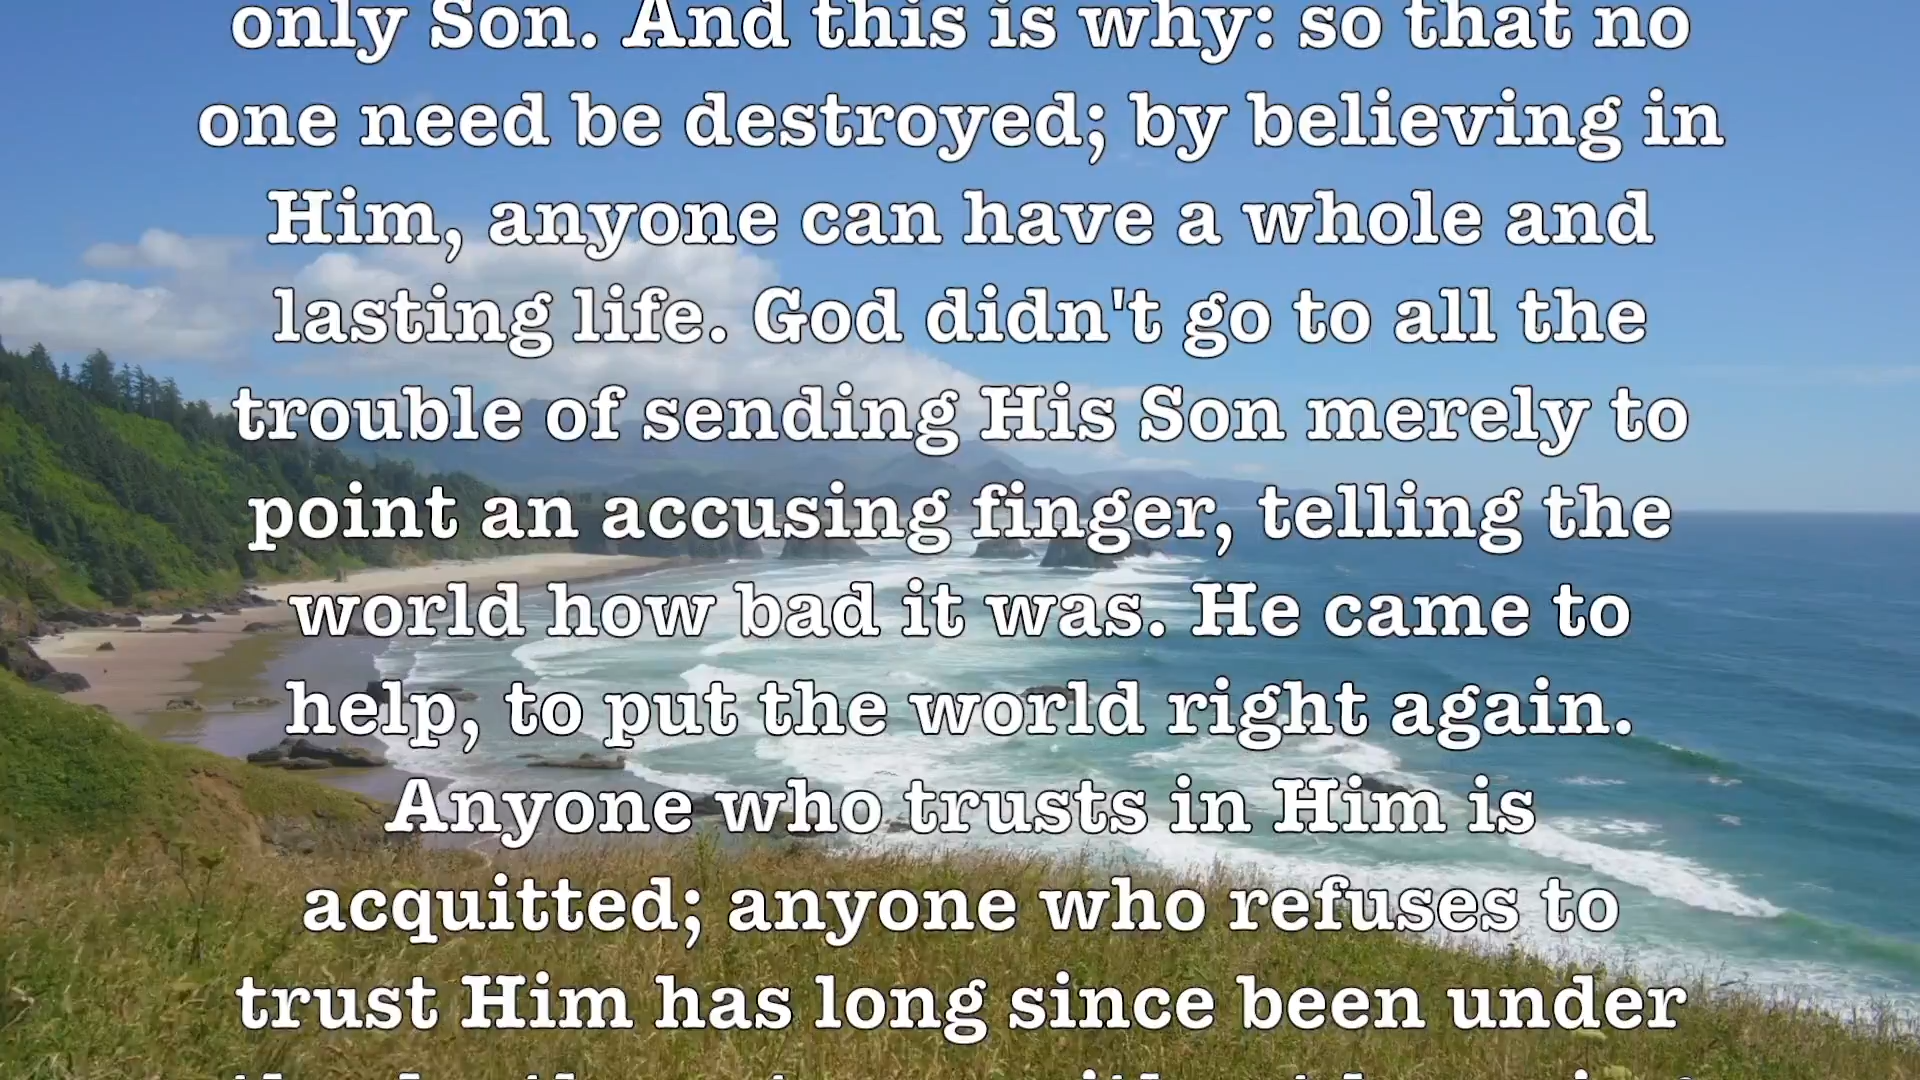 only Son. And this is why: so that no
one need be destroyed; by believing in
Him, anyone can have a whole and
lasting life. God didn't go to all the
trouble of sending His Son merely to
point an accusing finger, telling the
world how bad it was. He came to
help, to put the world right again.
Anyone who trusts in Him is
acquitted; anyone who refuses to
trust Him has long since been under